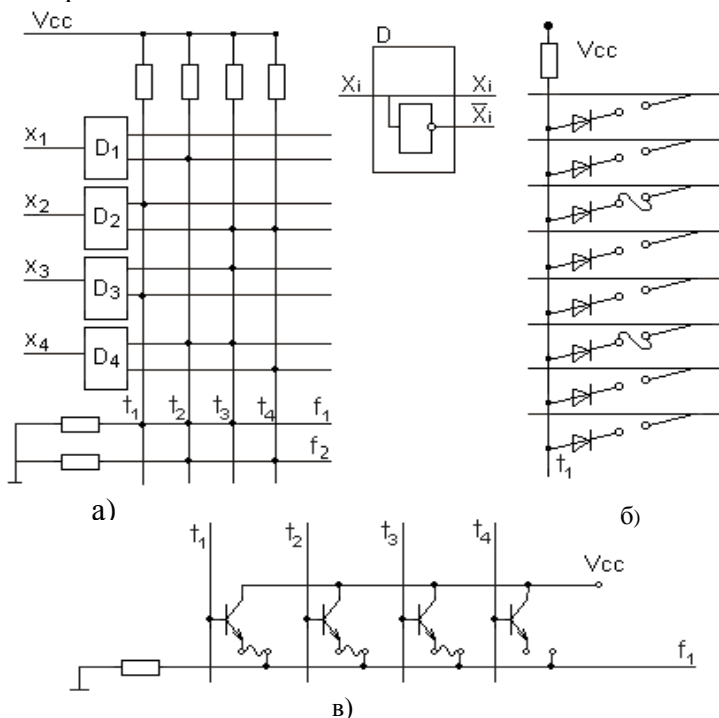 Vcc
D
Vcc
Xi
Xi
X̅i
x1
D1
x2
D2
x3
D3
x4
D4
t1
t2
t3
t4
f1
f2
t1
а)
б)
t1
t2
t3
t4
Vcc
f1
в)